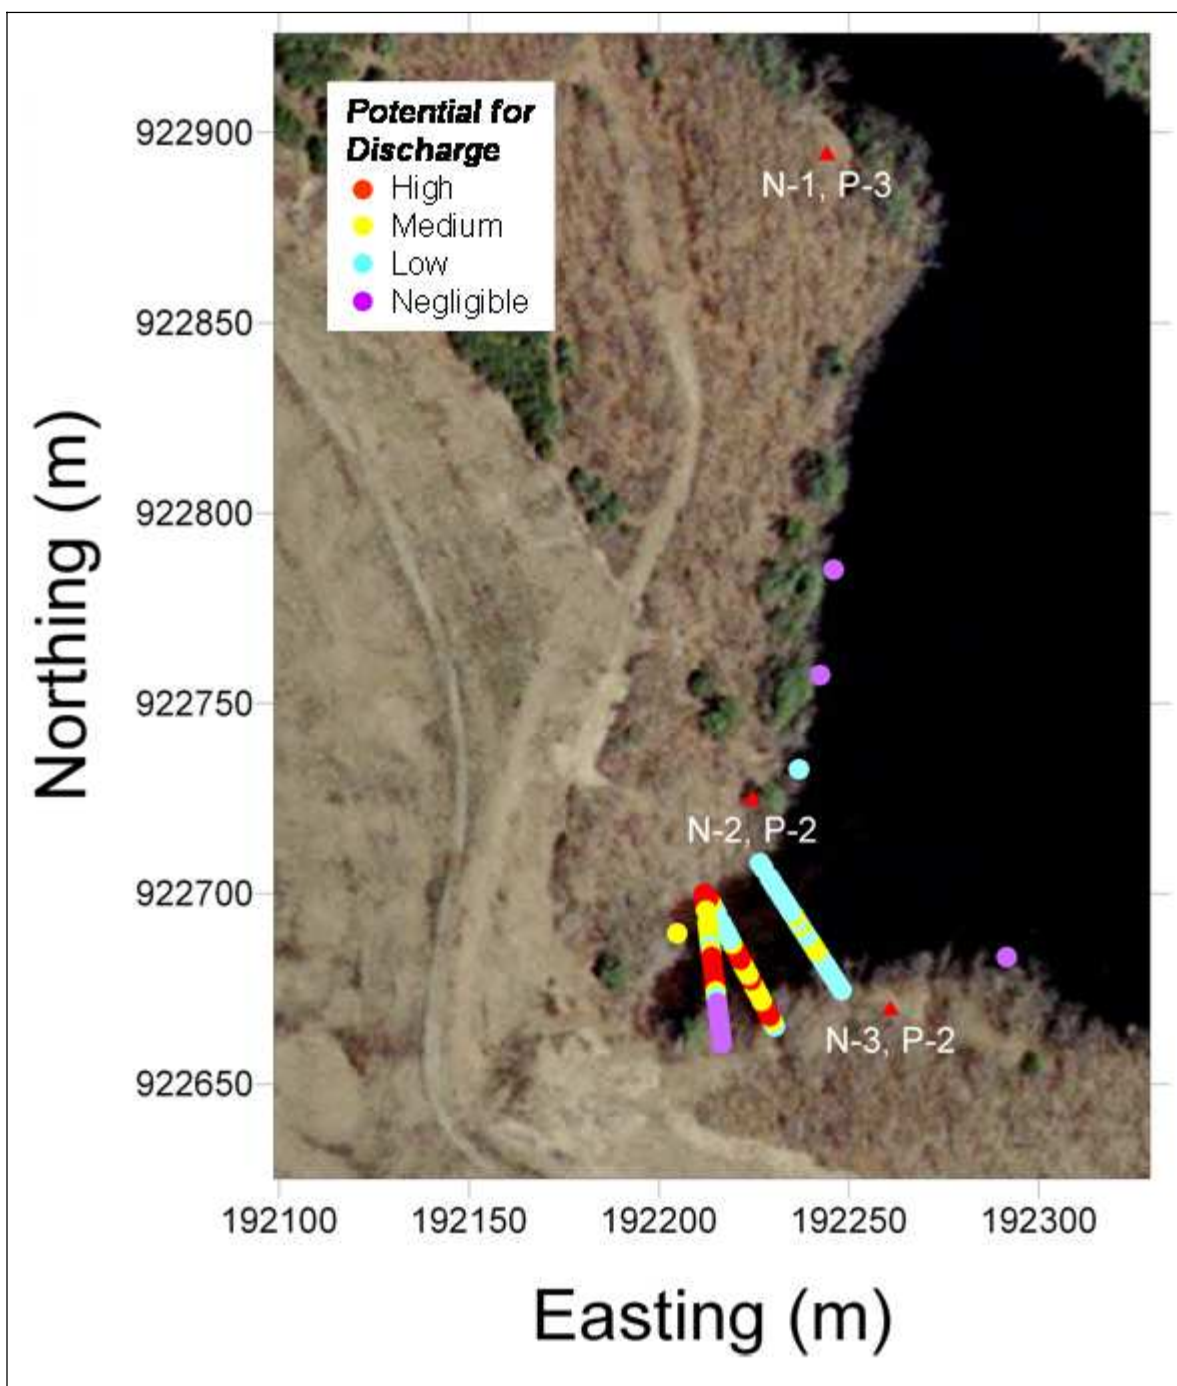 Potential for
Discharge
High
Medium
Low
Negligible
922900
922850
922800
922750
922700
922650
Northing (m)
N-1, P-3
N-2, P-2
N-3, P-2
192100 192150 192200 192250 192300
Easting (m)